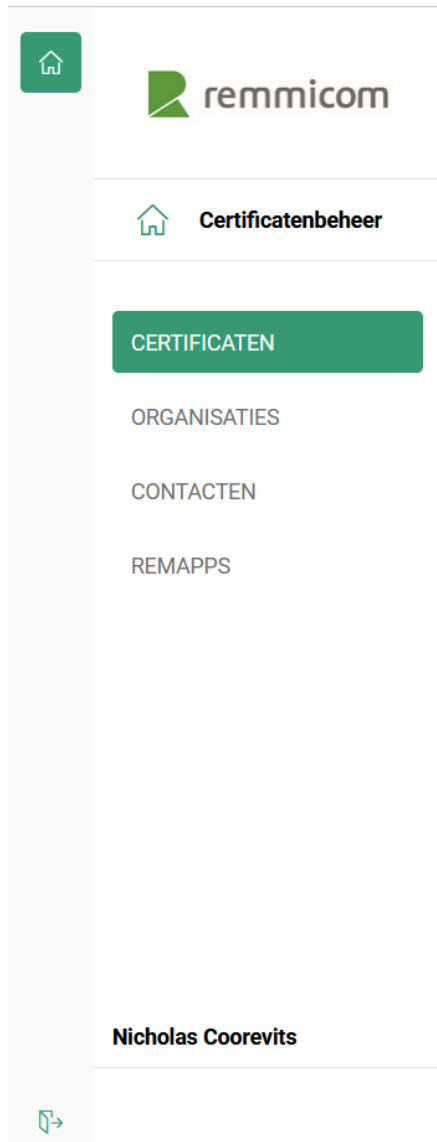 remmicom
Certificatenbeheer
CERTIFICATEN
ORGANISATIES
CONTACTEN
REMAPPS
Nicholas Coorevits